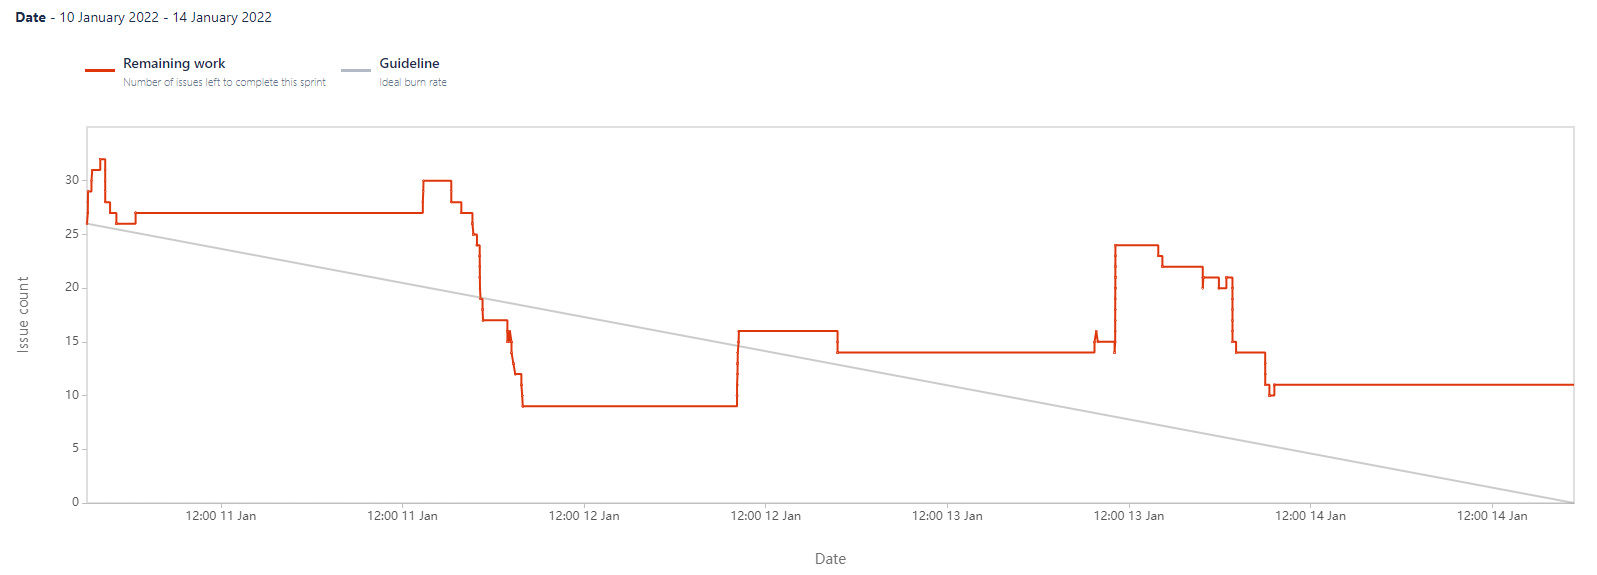 Date - 10 January 2022 - 14 January 2022
Remaining work
Number of issues left to complete this sprint
Guideline
Ideal burn rate
Issue count
30
25
20
15
10
5
0
12:00 11 Jan
12:00 11 Jan
12:00 12 Jan
12:00 12 Jan
12:00 13 Jan
12:00 13 Jan
12:00 14 Jan
12:00 14 Jan
Date